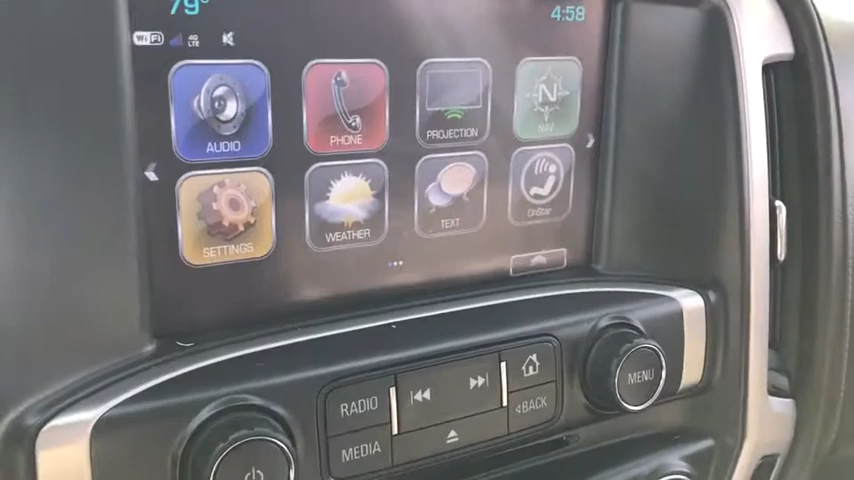 79°
4:58
WiFi 4G LTE
AUDIO
PHONE
PROJECTION
N
NAV
SETTINGS
WEATHER
TEXT
OnStar
RADIO
MEDIA
BACK
MENU